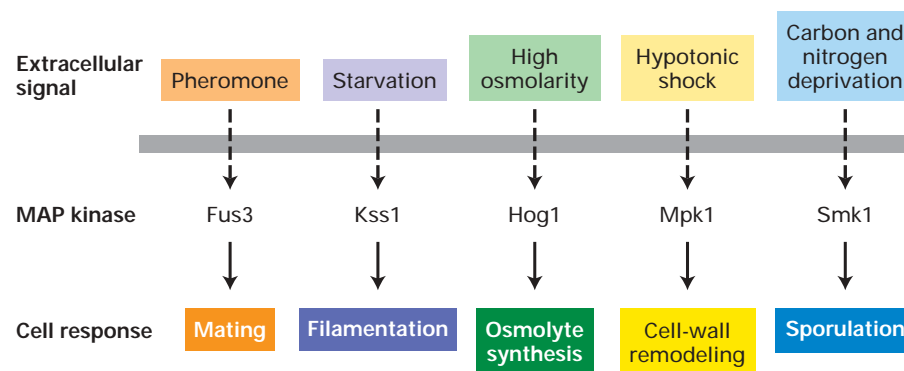 Extracellular
signal
Pheromone
Starvation
High
osmolarity
Hypotonic
shock
Carbon and
nitrogen
deprivation
MAP kinase
Fus3
Kss1
Hog1
Mpk1
Smk1
Cell response
Mating
Filamentation
Osmolyte
synthesis
Cell-wall
remodeling
Sporulation